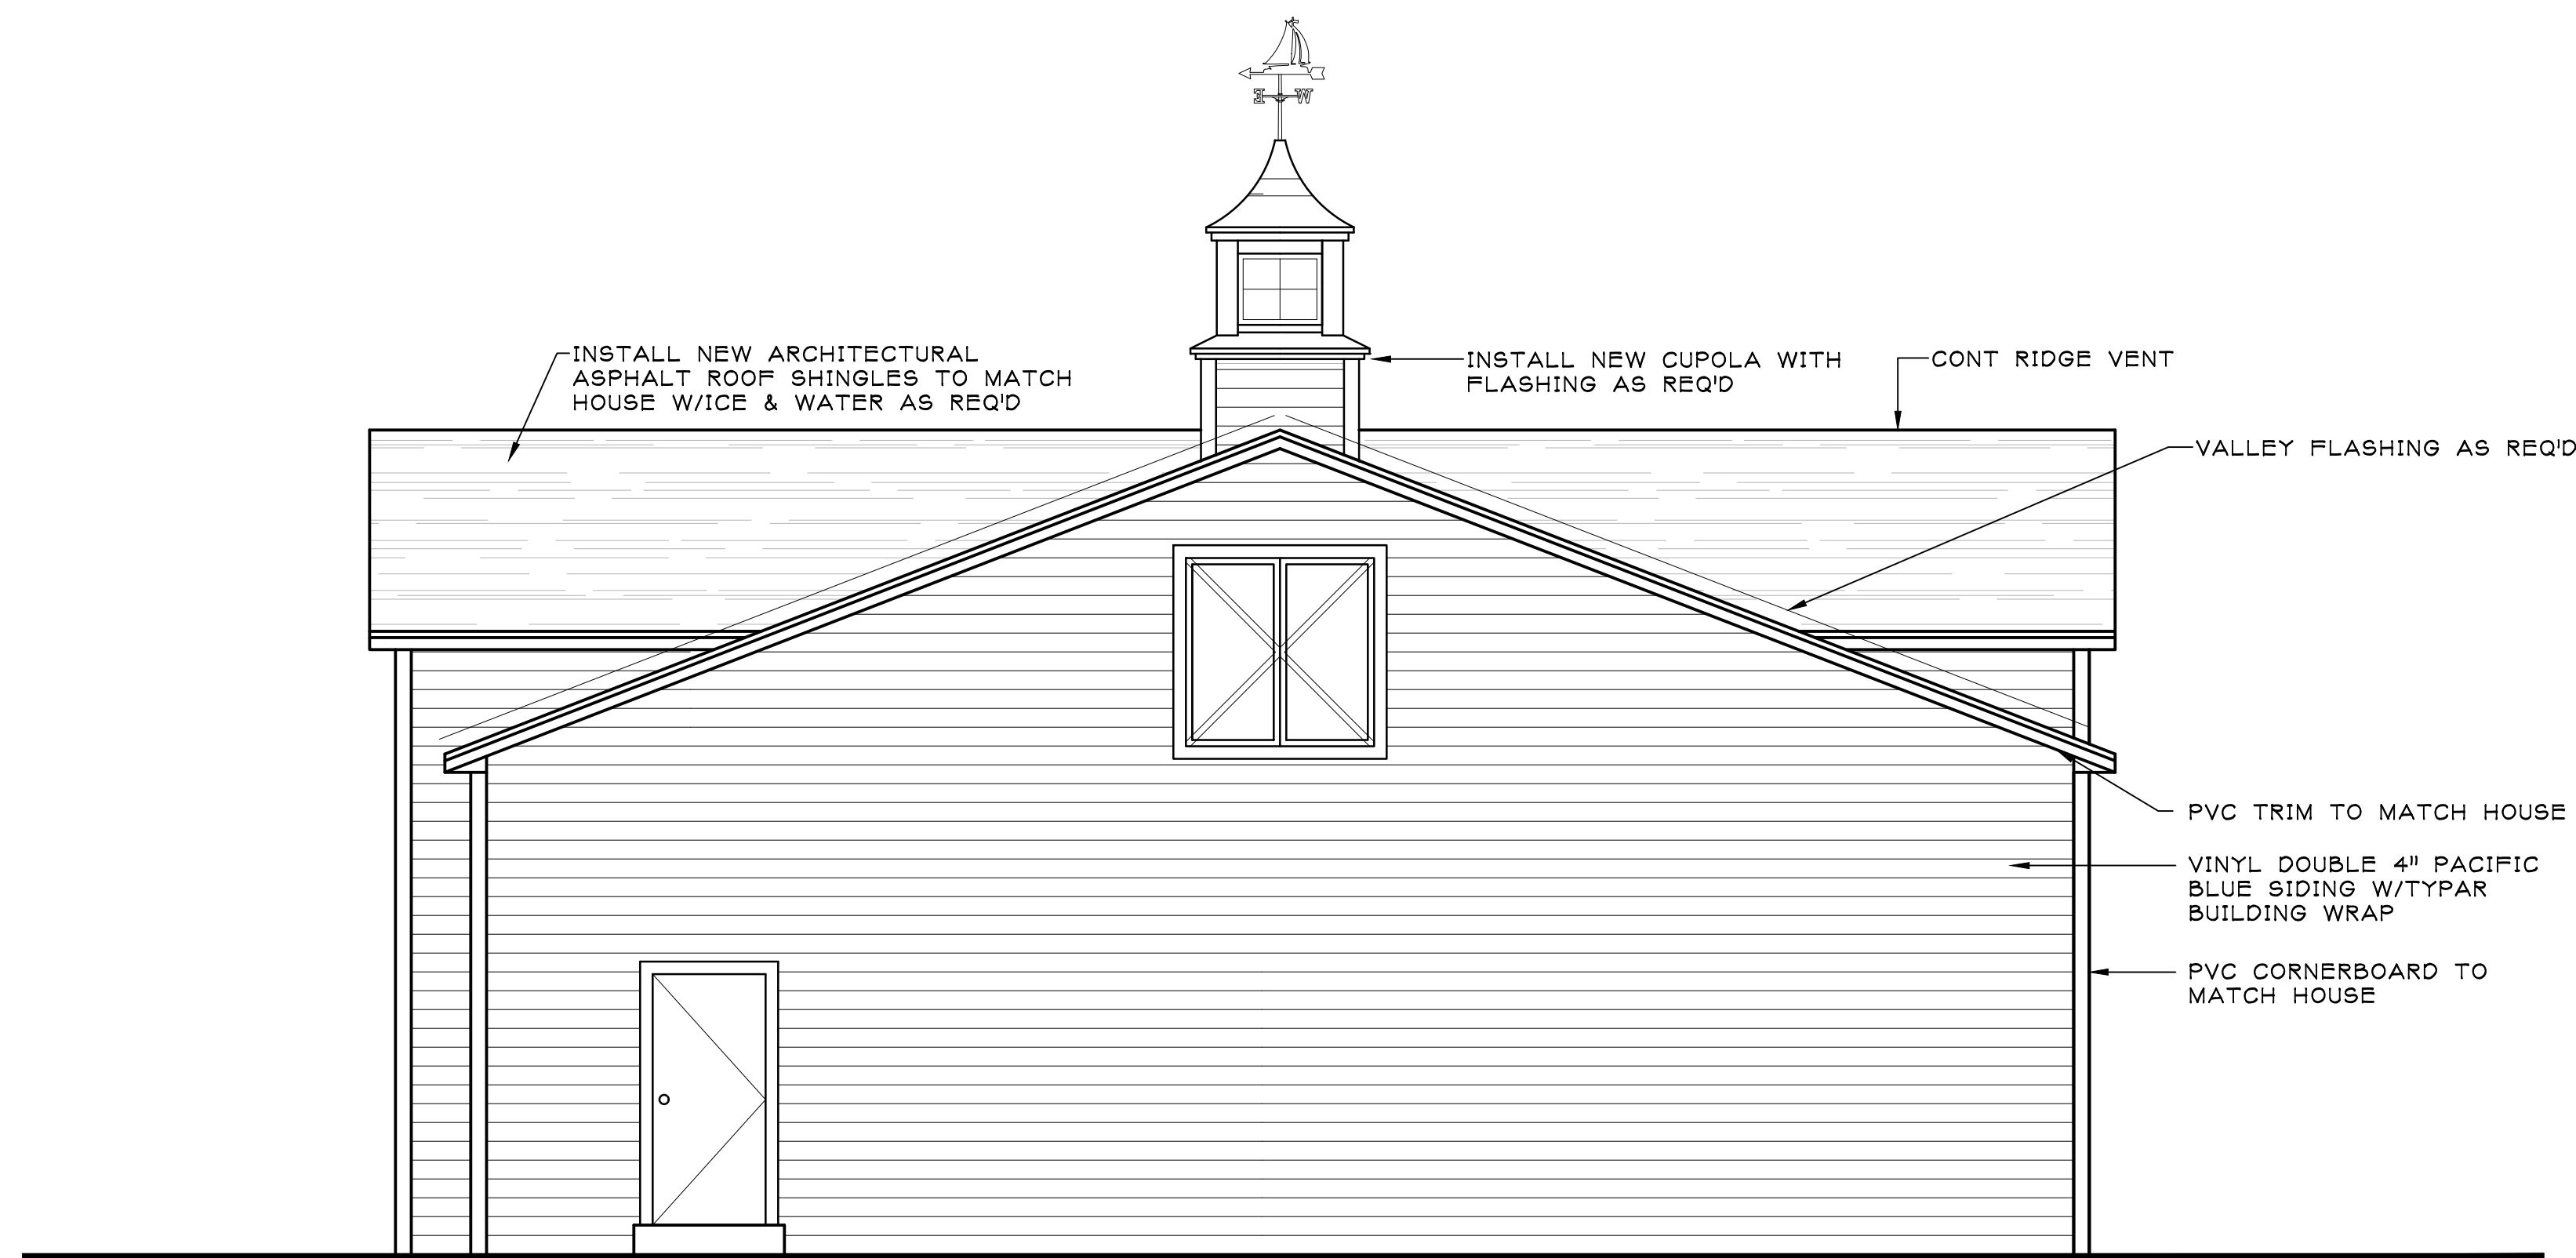 E W
INSTALL NEW ARCHITECTURAL
ASPHALT ROOF SHINGLES TO MATCH
HOUSE W/ICE & WATER AS REQ'D
INSTALL NEW CUPOLA WITH
FLASHING AS REQ'D
CONT RIDGE VENT
VALLEY FLASHING AS REQ'D
PVC TRIM TO MATCH HOUSE
VINYL DOUBLE 4" PACIFIC
BLUE SIDING W/TYPAR
BUILDING WRAP
PVC CORNERBOARD TO
MATCH HOUSE